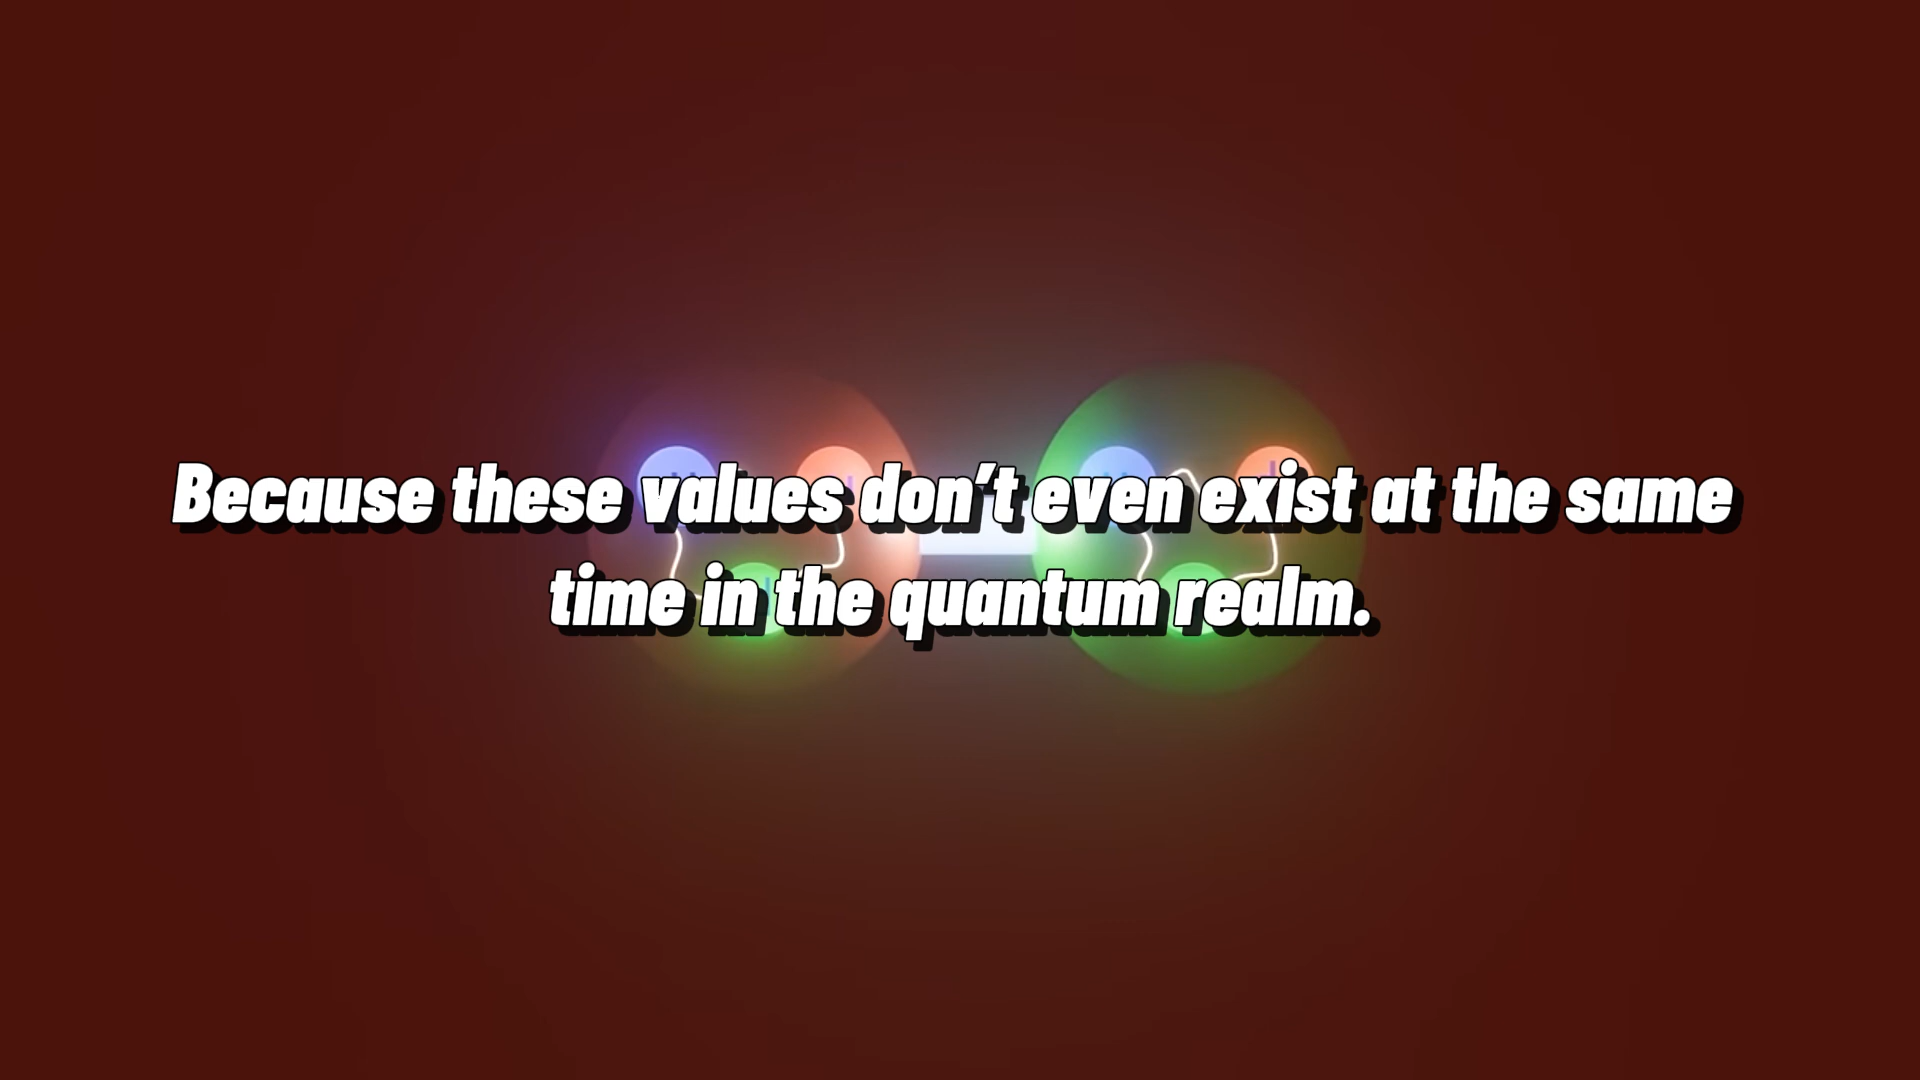 Because these values don't even exist at the same
time in the quantum realm.